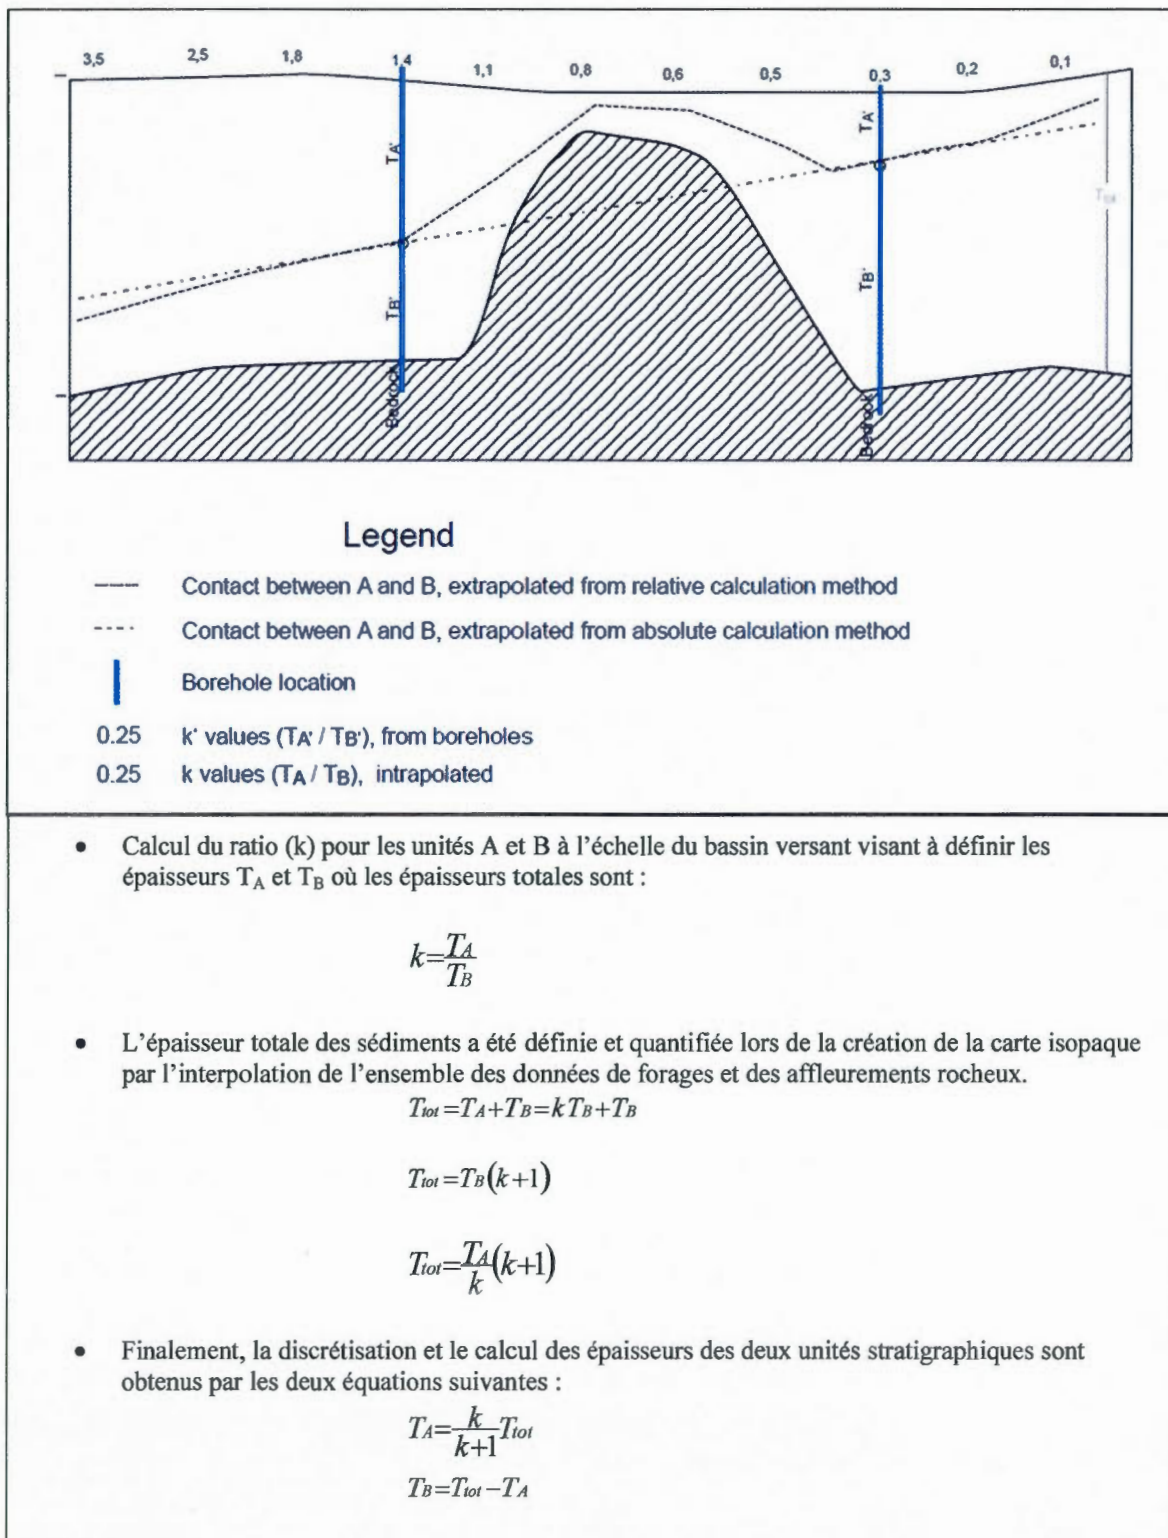 3,5 2,5 1,8 1,4 1,1 0,8 0,6 0,5 0,3 0,2 0,1
TA'
TA'
Ttot
TB'
TB'
Bedrock
Bedrock
Legend
Contact between A and B, extrapolated from relative calculation method
Contact between A and B, extrapolated from absolute calculation method
Borehole location
0.25 k' values (TA' / TB'), from boreholes
0.25 k values (TA / TB), intrapolated
• Calcul du ratio (k) pour les unités A et B à l'échelle du bassin versant visant à définir les
épaisseurs TA et TB où les épaisseurs totales sont :
k=TA/TB
• L'épaisseur totale des sédiments a été définie et quantifiée lors de la création de la carte isopaque
par l'interpolation de l'ensemble des données de forages et des affleurements rocheux.
Ttot=TA+TB=kTB+TB
Ttot=TB(k+1)
Ttot=TA/k(k+1)
• Finalement, la discrétisation et le calcul des épaisseurs des deux unités stratigraphiques sont
obtenus par les deux équations suivantes :
TA=k/k+1 Ttot
TB=Ttot-TA